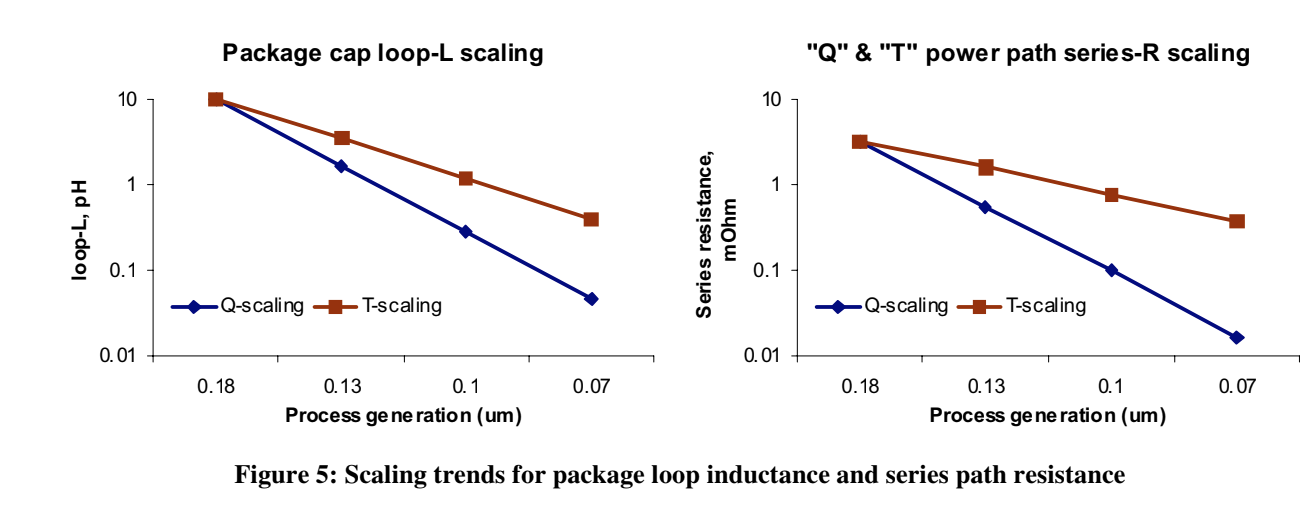 Package cap loop-L scaling
loop-L, pH
10
1
0.1
0.01
Q-scaling T-scaling
0.18 0.13 0.1 0.07
Process generation (um)
"Q" & "T" power path series-R scaling
Series resistance,
mOhm
10
1
0.1
0.01
Q-scaling T-scaling
0.18 0.13 0.1 0.07
Process generation (um)
Figure 5: Scaling trends for package loop inductance and series path resistance